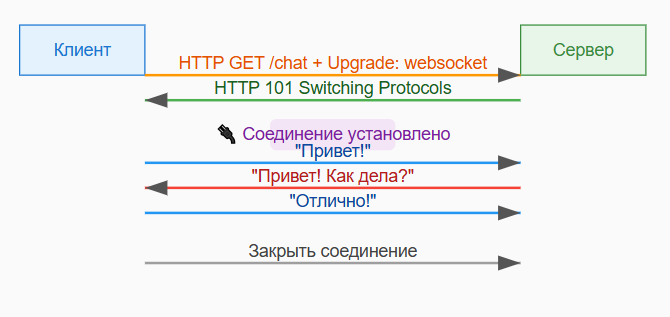 Клиент
Сервер
HTTP GET /chat + Upgrade: websocket
HTTP 101 Switching Protocols
Соединение установлено
"Привет!"
"Привет! Как дела?"
"Отлично!"
Закрыть соединение